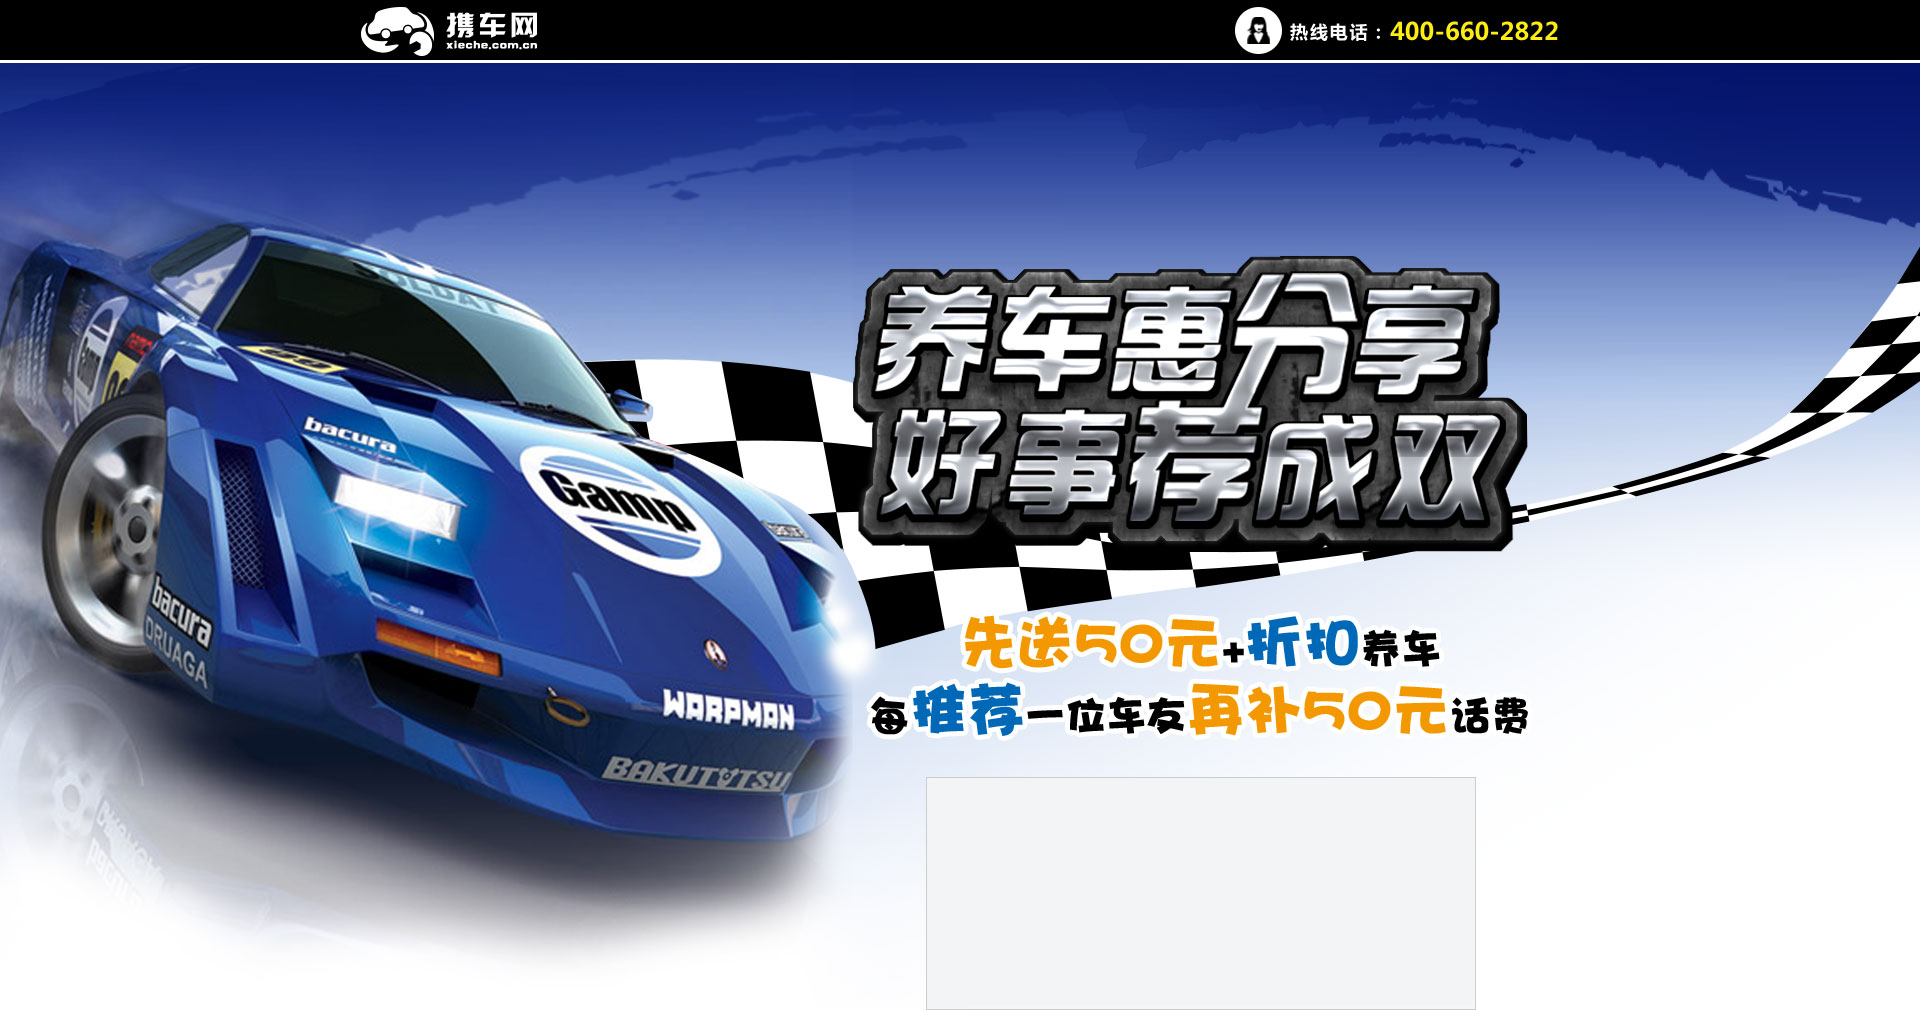 携车网
xieche.com.cn
热线电话：400-660-2822
养车惠分享
好事荐成双
先送50元+折扣养车
每推荐一位车友再补50元话费
SOLDAT
bacura
Gamp
bacura
bacura
DRUAGA
WARPMAN
BAKUTOTSU